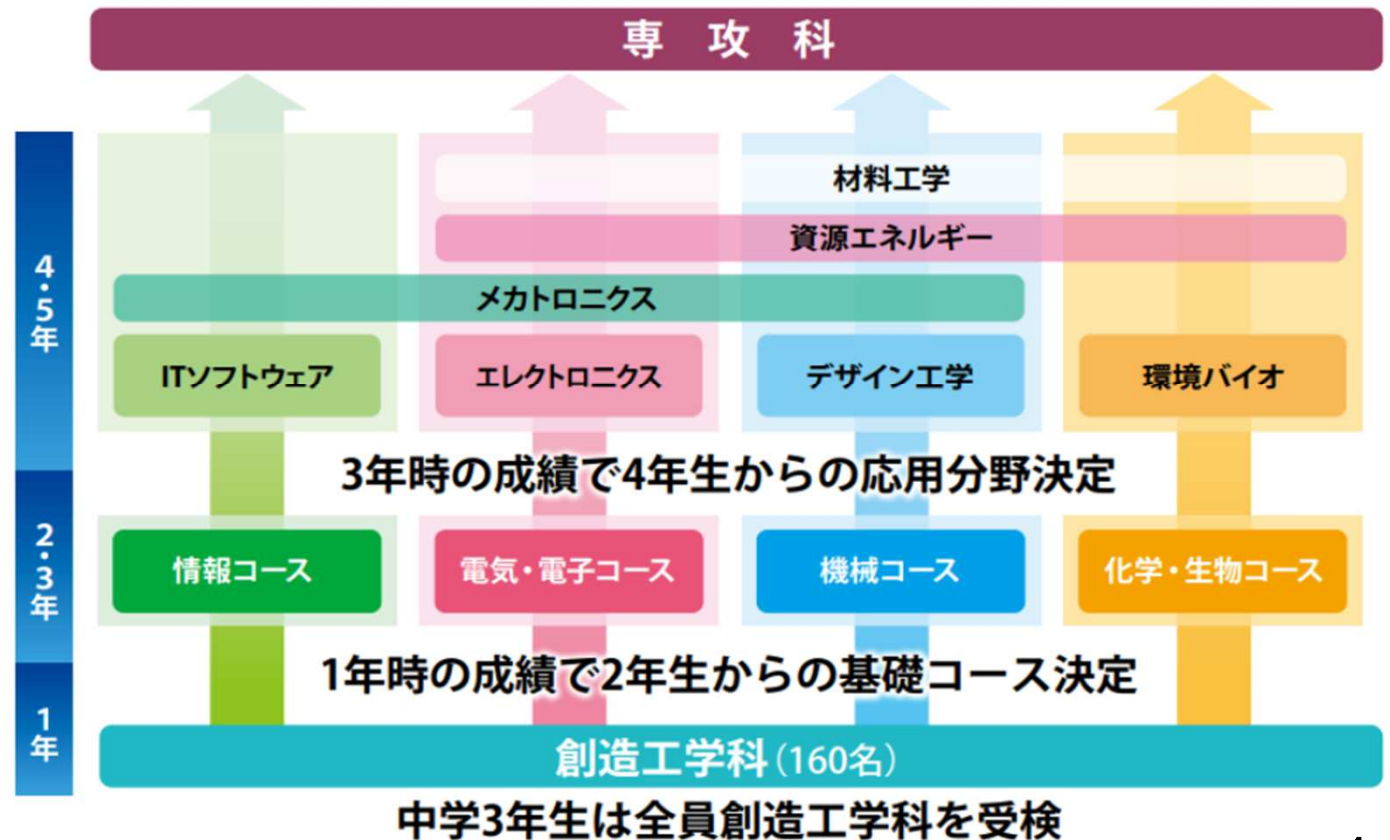 専 攻 科
4・5年
材料工学
資源エネルギー
メカトロニクス
ITソフトウェア
エレクトロニクス
デザイン工学
環境バイオ
3年時の成績で4年生からの応用分野決定
2・3年
情報コース
電気・電子コース
機械コース
化学・生物コース
1年時の成績で2年生からの基礎コース決定
1年
創造工学科（160名）
中学3年生は全員創造工学科を受検